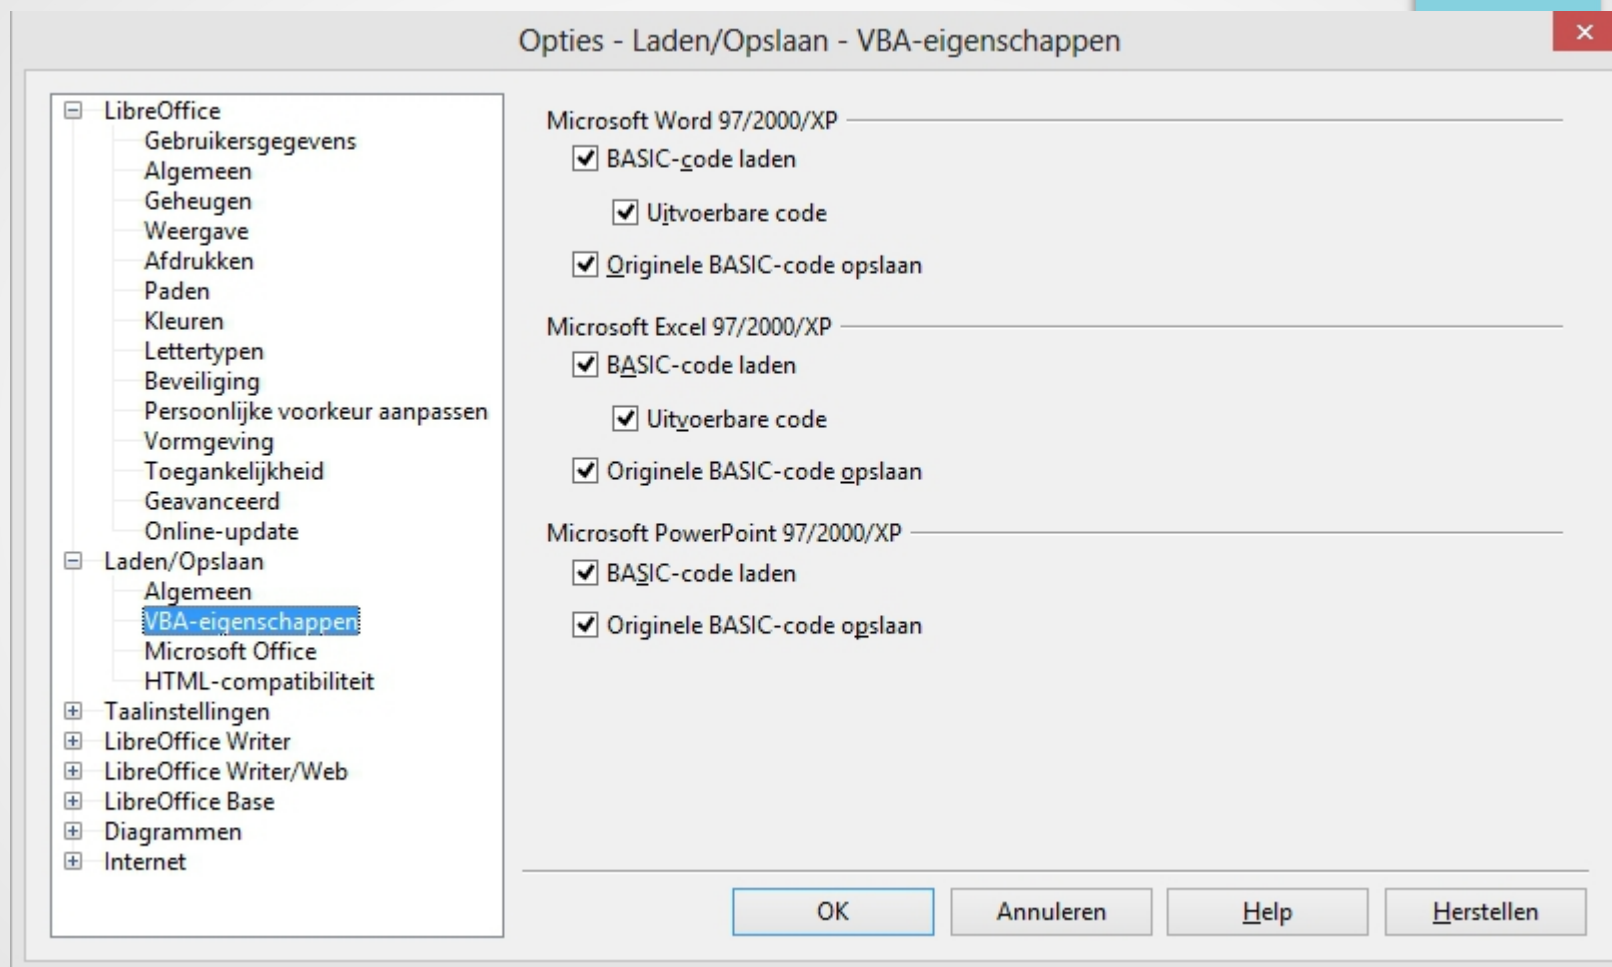 Opties - Laden/Opslaan - VBA-eigenschappen
LibreOffice
Gebruikersgegevens
Algemeen
Geheugen
Weergave
Afdrukken
Paden
Kleuren
Lettertypen
Beveiliging
Persoonlijke voorkeur aanpassen
Vormgeving
Toegankelijkheid
Geavanceerd
Online-update
Laden/Opslaan
Algemeen
VBA-eigenschappen
Microsoft Office
HTML-compatibiliteit
Taalinstellingen
LibreOffice Writer
LibreOffice Writer/Web
LibreOffice Base
Diagrammen
Internet
Microsoft Word 97/2000/XP
BASIC-code laden
Uitvoerbare code
Originele BASIC-code opslaan
Microsoft Excel 97/2000/XP
BASIC-code laden
Uitvoerbare code
Originele BASIC-code opslaan
Microsoft PowerPoint 97/2000/XP
BASIC-code laden
Originele BASIC-code opslaan
OK
Annuleren
Help
Herstellen